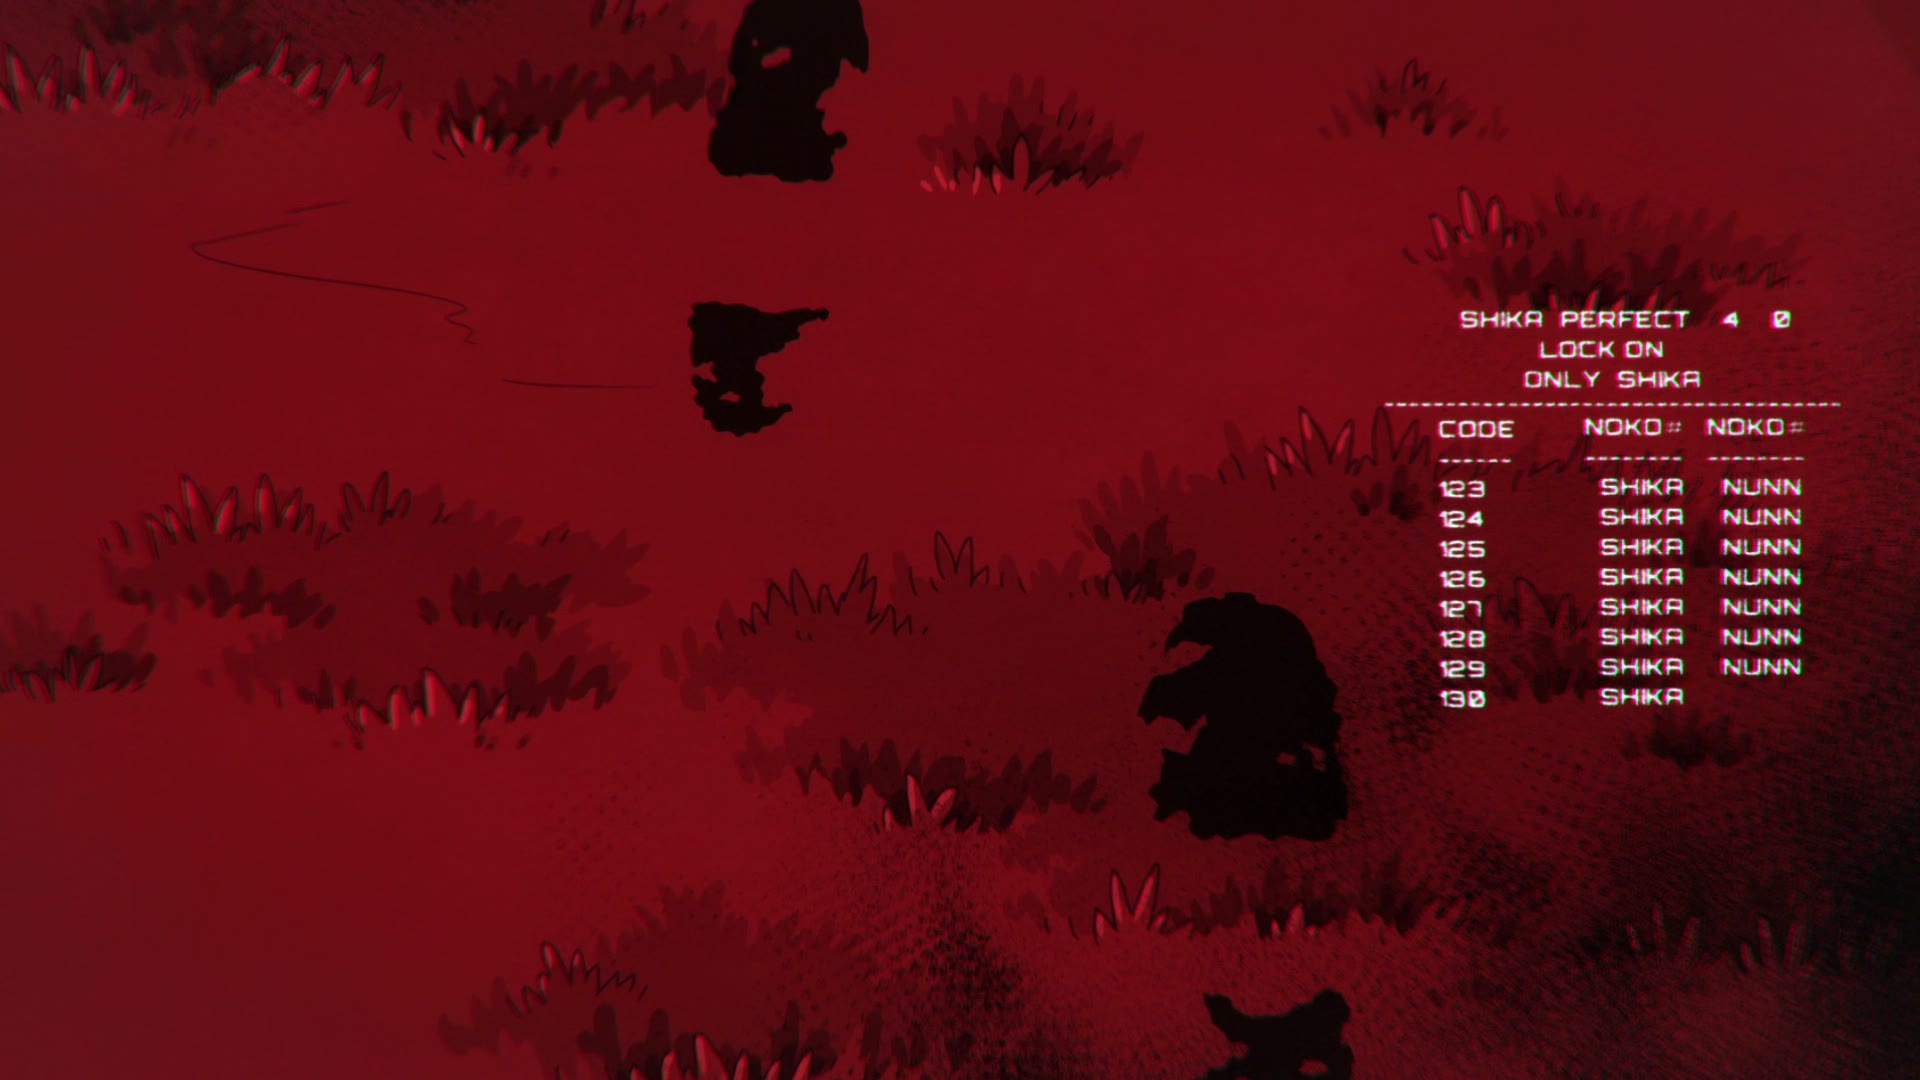 SHIKA PERFECT 4 0
LOCK ON
ONLY SHIKA
CODE NOKO# NOKO#
123 SHIKA NUNN
124 SHIKA NUNN
125 SHIKA NUNN
126 SHIKA NUNN
127 SHIKA NUNN
128 SHIKA NUNN
129 SHIKA NUNN
130 SHIKA